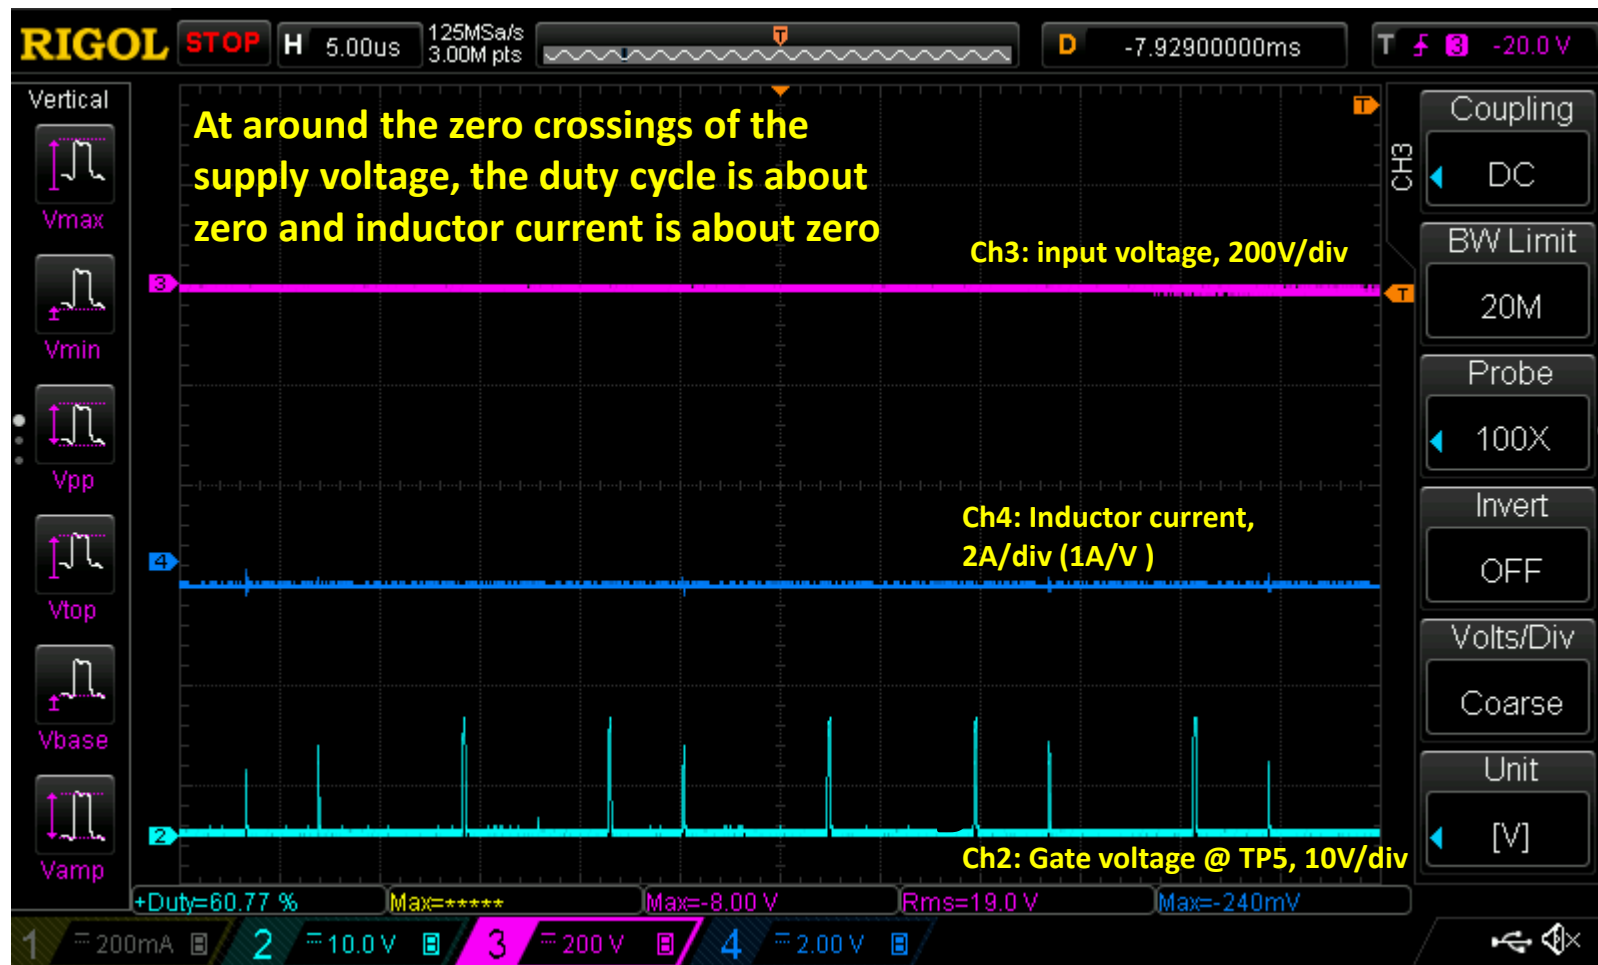 RIGOL STOP H 5.00us 125MSa/s 3.00M pts T D -7.92900000ms T 3 -20.0 V
Vertical
Vmax
Vmin
Vpp
Vtop
Vbase
Vamp
At around the zero crossings of the
supply voltage, the duty cycle is about
zero and inductor current is about zero
T
Ch3: input voltage, 200V/div
3
T
Ch4: Inductor current,
2A/div (1A/V )
4
2
Ch2: Gate voltage @ TP5, 10V/div
CH3
Coupling
DC
BW Limit
20M
Probe
100X
Invert
OFF
Volts/Div
Coarse
Unit
[V]
+Duty=60.77 % Max=***** Max=-8.00 V Rms=19.0 V Max=-240mV
1 200mA B 2 10.0 V B 3 200 V B 4 2.00 V B